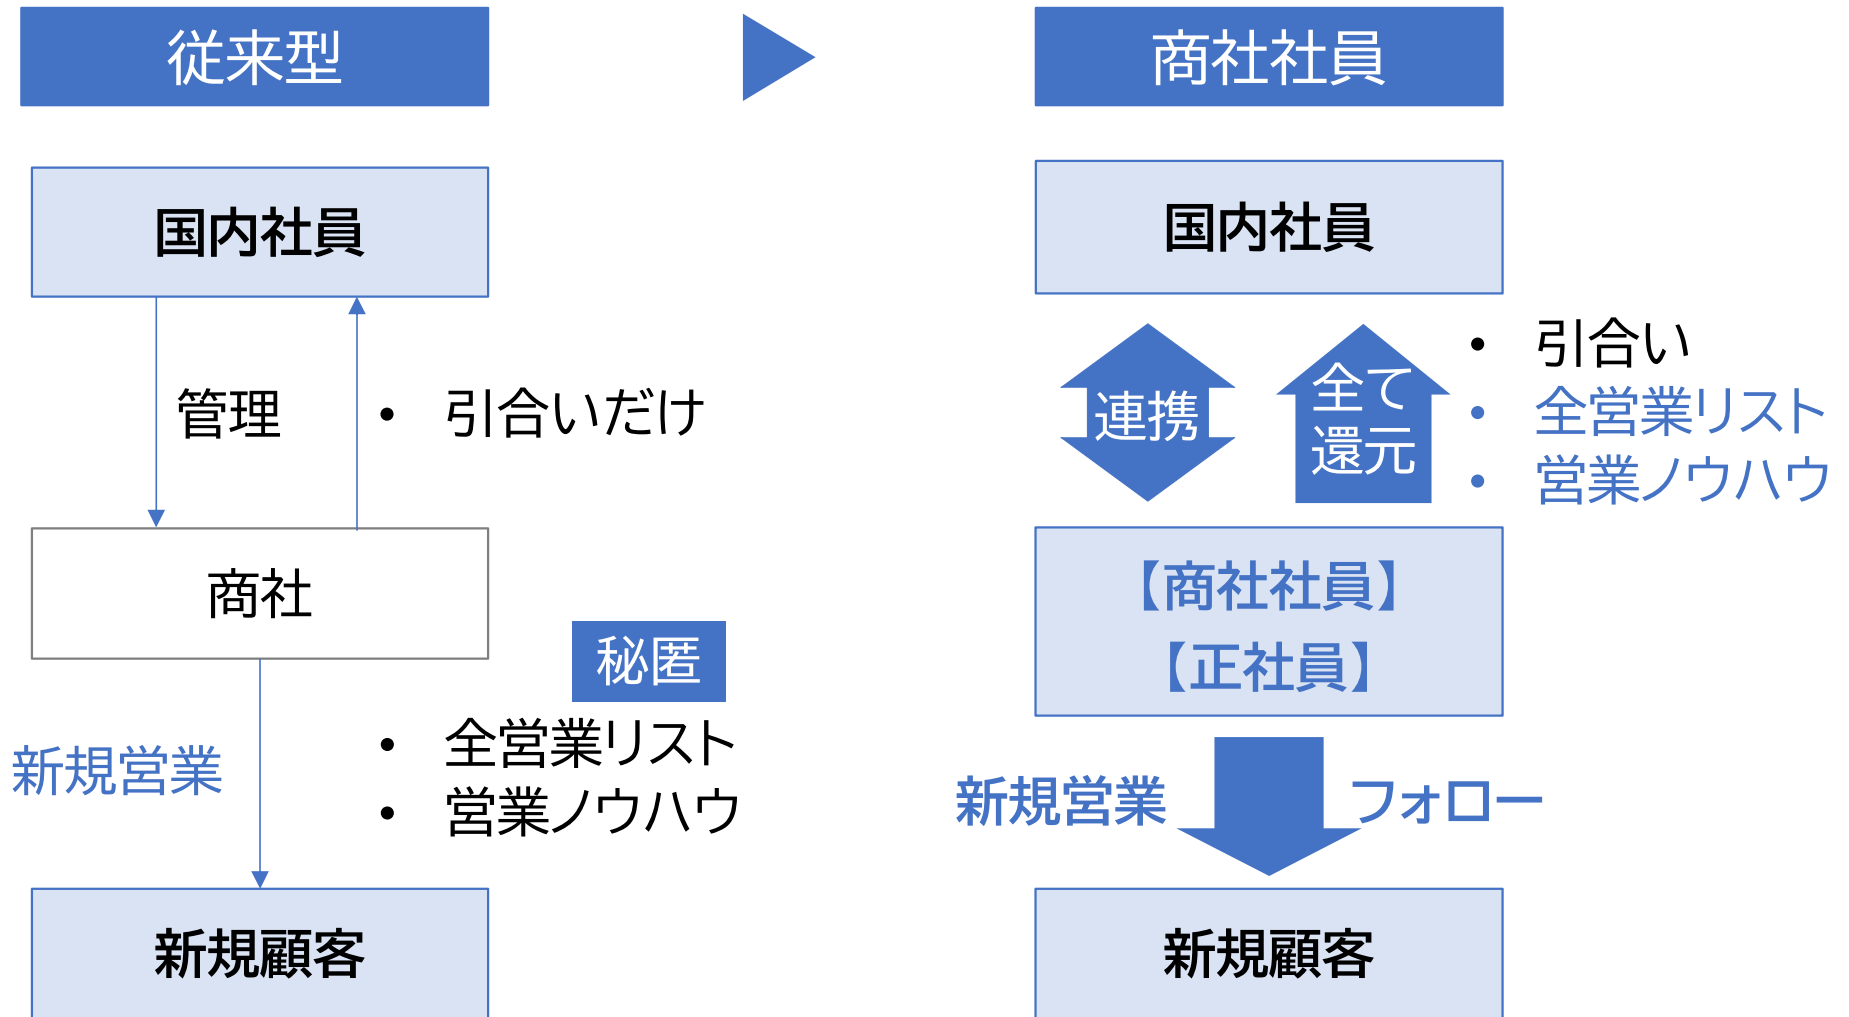 従来型
国内社員
管理
• 引合いだけ
商社
秘匿
• 全営業リスト
• 営業ノウハウ
新規営業
新規顧客
商社社員
国内社員
連携
全て
還元
• 引合い
• 全営業リスト
• 営業ノウハウ
【商社社員】
【正社員】
新規営業
フォロー
新規顧客